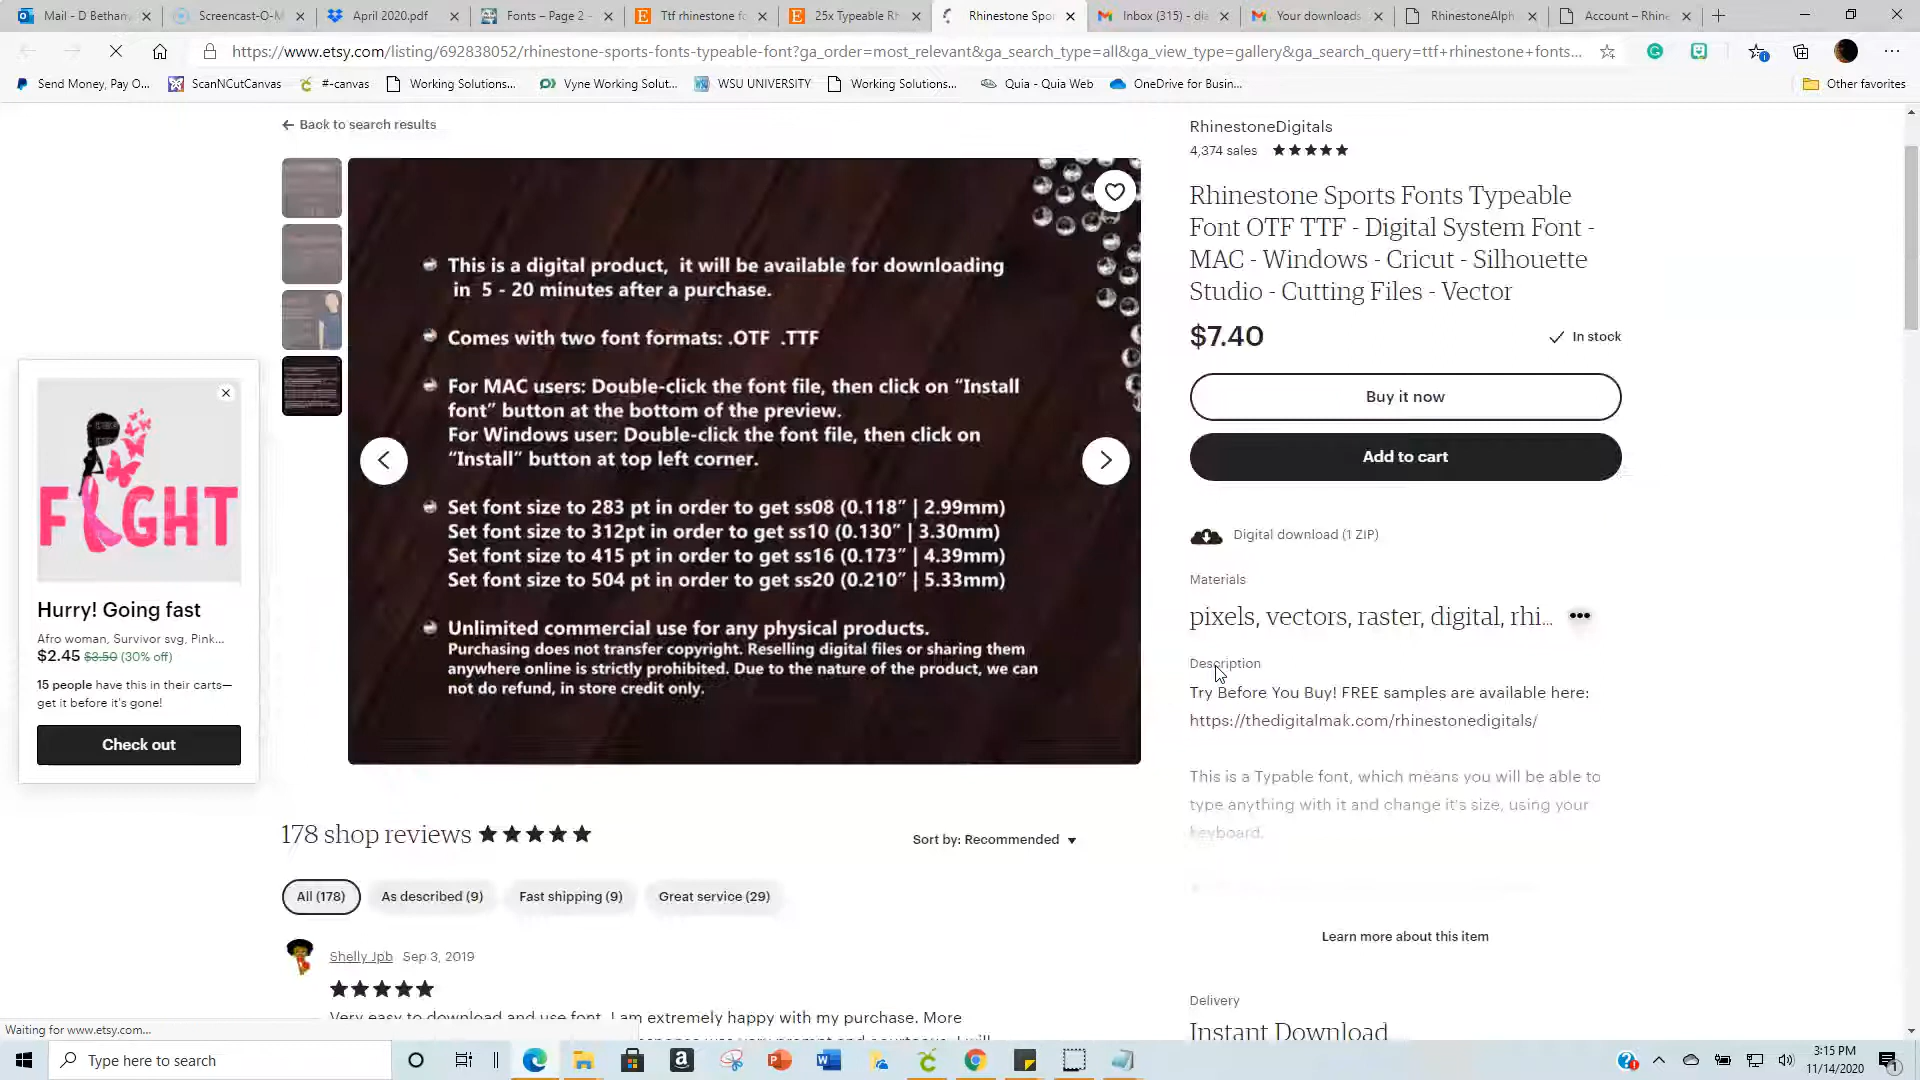 Mail - D Bethan
Screencast-O-M
April 2020.pdf
Fonts – Page 2 -
Ttf rhinestone fo
25x Typeable Rh
Rhinestone Spo
Inbox (315) - dia
Your downloads
RhinestoneAlph
Account – Rhine
https://www.etsy.com/listing/692838052/rhinestone-sports-fonts-typeable-font?ga_order=most_relevant&ga_search_type=all&ga_view_type=gallery&ga_search_query=ttf+rhinestone+fonts...
Send Money, Pay O...
ScanNCutCanvas
#-canvas
Working Solutions...
Vyne Working Solut...
WSU UNIVERSITY
Working Solutions...
Quia - Quia Web
OneDrive for Busin...
Other favorites
Back to search results
This is a digital product, it will be available for downloading
in 5 - 20 minutes after a purchase.
Comes with two font formats: .OTF .TTF
For MAC users: Double-click the font file, then click on “Install
font” button at the bottom of the preview.
For Windows user: Double-click the font file, then click on
“Install” button at top left corner.
Set font size to 283 pt in order to get ss08 (0.118” | 2.99mm)
Set font size to 312pt in order to get ss10 (0.130” | 3.30mm)
Set font size to 415 pt in order to get ss16 (0.173” | 4.39mm)
Set font size to 504 pt in order to get ss20 (0.210” | 5.33mm)
Unlimited commercial use for any physical products.
Purchasing does not transfer copyright. Reselling digital files or sharing them
anywhere online is strictly prohibited. Due to the nature of the product, we can
not do refund, in store credit only.
FIGHT
Hurry! Going fast
Afro woman, Survivor svg, Pink...
$2.45 $3.50 (30% off)
15 people have this in their carts—
get it before it's gone!
Check out
RhinestoneDigitals
4,374 sales
Rhinestone Sports Fonts Typeable
Font OTF TTF - Digital System Font -
MAC - Windows - Cricut - Silhouette
Studio - Cutting Files - Vector
$7.40
In stock
Buy it now
Add to cart
Digital download (1 ZIP)
Materials
pixels, vectors, raster, digital, rhi...
Description
Try Before You Buy! FREE samples are available here:
https://thedigitalmak.com/rhinestonedigitals/
This is a Typable font, which means you will be able to
type anything with it and change it's size, using your
keyboard.
Learn more about this item
Delivery
Instant Download
178 shop reviews
Sort by: Recommended
All (178)
As described (9)
Fast shipping (9)
Great service (29)
Shelly Jpb Sep 3, 2019
Very easy to download and use font. I am extremely happy with my purchase. More
Waiting for www.etsy.com...
Type here to search
3:15 PM
11/14/2020